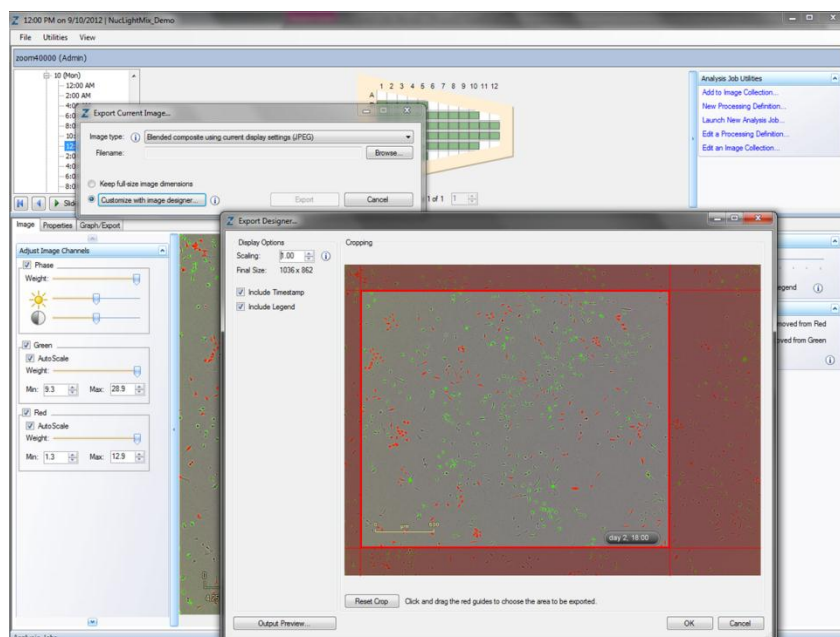 12:00 PM on 9/10/2012 | NucLightMix_Demo
File Utilities View
zoom40000 (Admin)
10 (Mon)
12:00 AM
2:00 AM
1 2 3 4 5 6 7 8 9 10 11 12
A
Analysis Job Utilities
Add to Image Collection...
New Processing Definition...
Launch New Analysis Job...
Edit a Processing Definition...
Edit an Image Collection...
Export Current Image...
Image type: Blended composite using current display settings (JPEG)
Filename:
Browse...
Keep full-size image dimensions
Customize with image designer...
Export
Cancel
1 of 1 1
Image Properties Graph/Export
Adjust Image Channels
Phase
Weight:
Green
AutoScale
Weight:
Min: 9.3 Max: 28.9
Red
AutoScale
Weight:
Min: 1.3 Max: 12.9
Export Designer...
Display Options
Scaling: 1.00
Final Size: 1036 x 862
Include Timestamp
Include Legend
Cropping
day 2, 18:00
Reset Crop
Click and drag the red guides to choose the area to be exported.
Output Preview...
OK
Cancel
egend
moved from Red
oved from Green